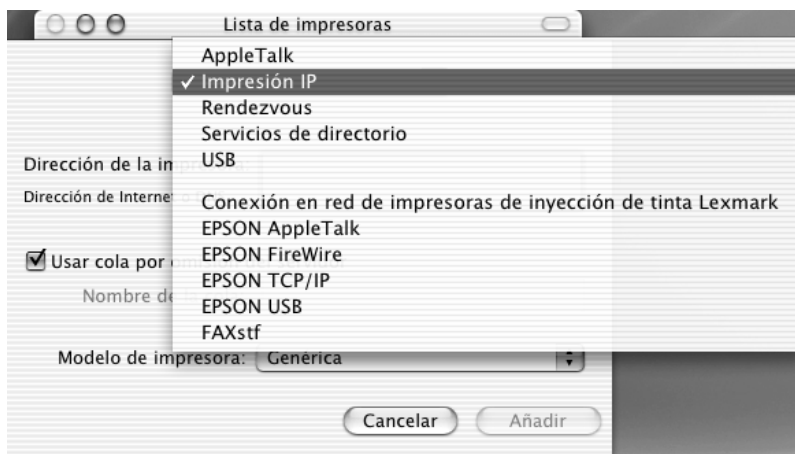 Lista de impresoras
AppleTalk
✓ Impresión IP
Rendezvous
Servicios de directorio
USB
Dirección de la
Dirección de
Conexión en red de impresoras de inyección de tinta Lexmark
EPSON AppleTalk
EPSON FireWire
Usar cola por
EPSON TCP/IP
Nombre de
EPSON USB
FAXstf
Modelo de impresora: Genérica
Cancelar Añadir